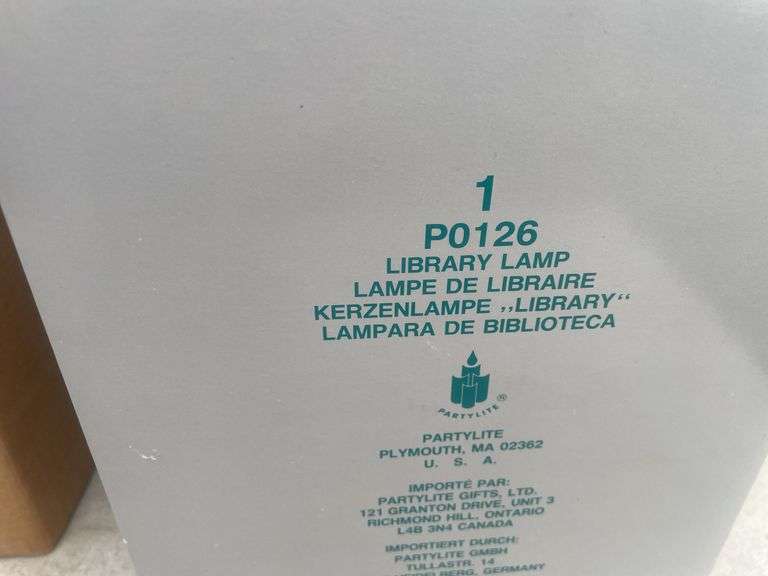 1
P0126
LIBRARY LAMP
LAMPE DE LIBRAIRE
KERZENLAMPE „LIBRARY“
LAMPARA DE BIBLIOTECA
PARTYLITE ®
PARTYLITE
PLYMOUTH, MA 02362
U. S. A.
IMPORTÉ PAR:
PARTYLITE GIFTS, LTD.
121 GRANTON DRIVE, UNIT 3
RICHMOND HILL, ONTARIO
L4B 3N4 CANADA
IMPORTIERT DURCH:
PARTYLITE GMBH
TULLASTR. 14
HEIDELBERG, GERMANY